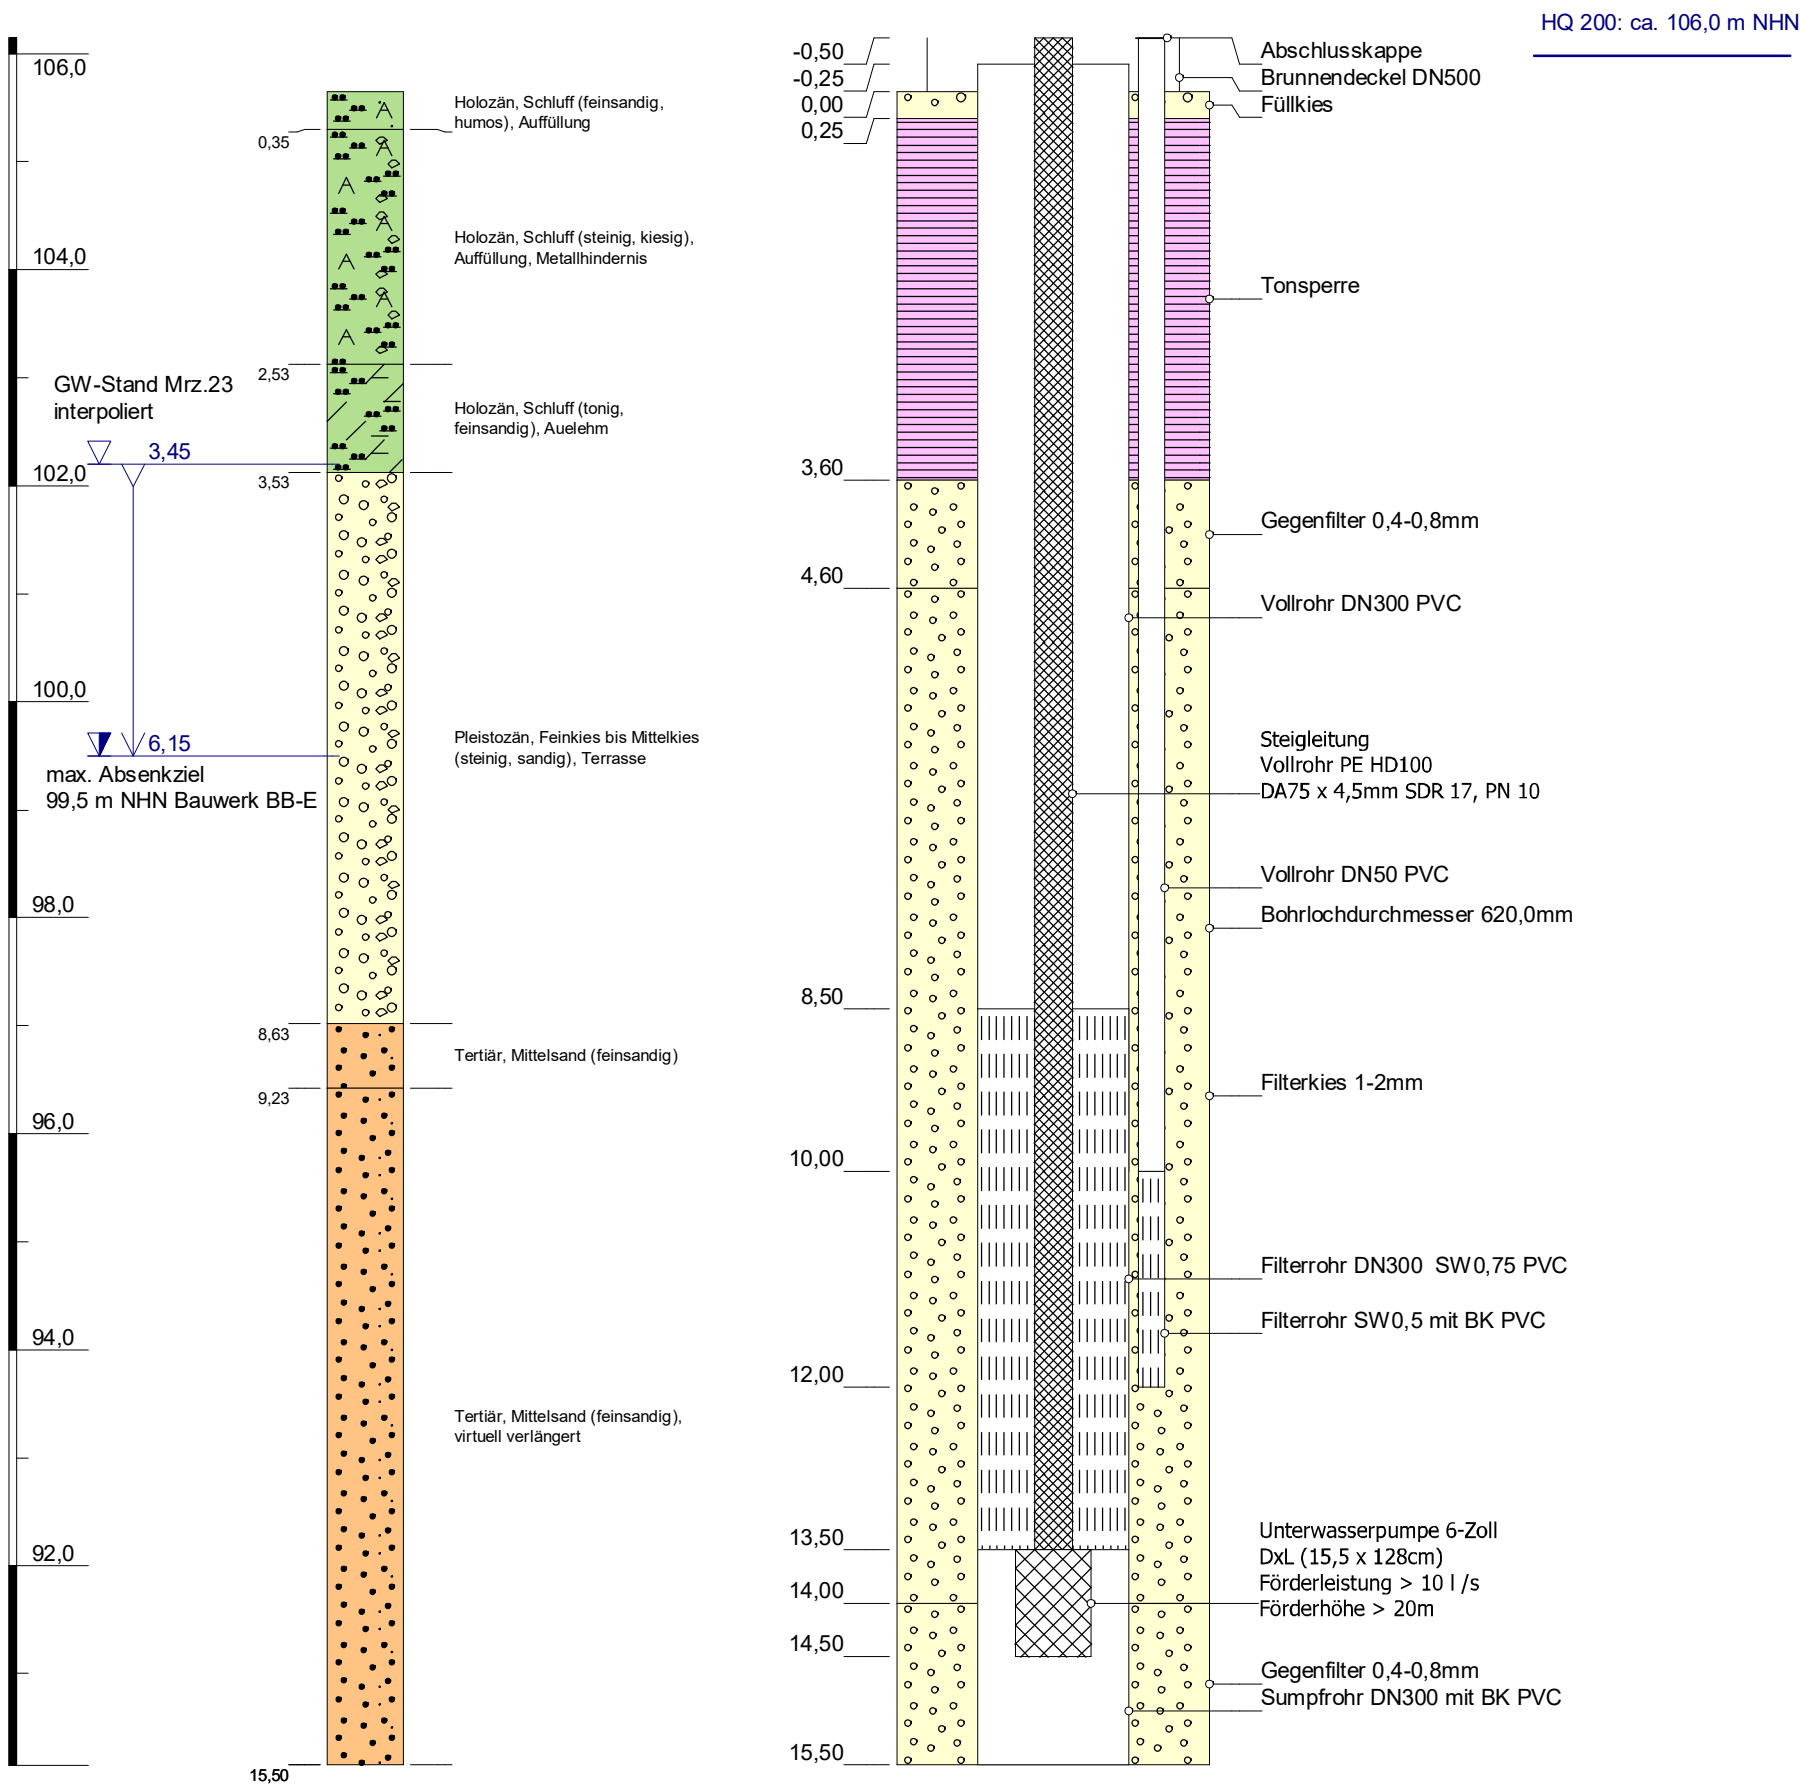 HQ 200: ca. 106,0 m NHN
106,0
104,0
102,0
100,0
98,0
96,0
94,0
92,0
GW-Stand Mrz.23
interpoliert
3,45
6,15
max. Absenkziel
99,5 m NHN Bauwerk BB-E
0,35
2,53
3,53
8,63
9,23
15,50
Holozän, Schluff (feinsandig,
humos), Auffüllung
Holozän, Schluff (steinig, kiesig),
Auffüllung, Metallhindernis
Holozän, Schluff (tonig,
feinsandig), Auelehm
Pleistozän, Feinkies bis Mittelkies
(steinig, sandig), Terrasse
Tertiär, Mittelsand (feinsandig)
Tertiär, Mittelsand (feinsandig),
virtuell verlängert
-0,50
-0,25
0,00
0,25
3,60
4,60
8,50
10,00
12,00
13,50
14,00
14,50
15,50
Abschlusskappe
Brunnendeckel DN500
Füllkies
Tonsperre
Gegenfilter 0,4-0,8mm
Vollrohr DN300 PVC
Steigleitung
Vollrohr PE HD100
DA75 x 4,5mm SDR 17, PN 10
Vollrohr DN50 PVC
Bohrlochdurchmesser 620,0mm
Filterkies 1-2mm
Filterrohr DN300 SW0,75 PVC
Filterrohr SW0,5 mit BK PVC
Unterwasserpumpe 6-Zoll
DxL (15,5 x 128cm)
Förderleistung > 10 l /s
Förderhöhe > 20m
Gegenfilter 0,4-0,8mm
Sumpfrohr DN300 mit BK PVC